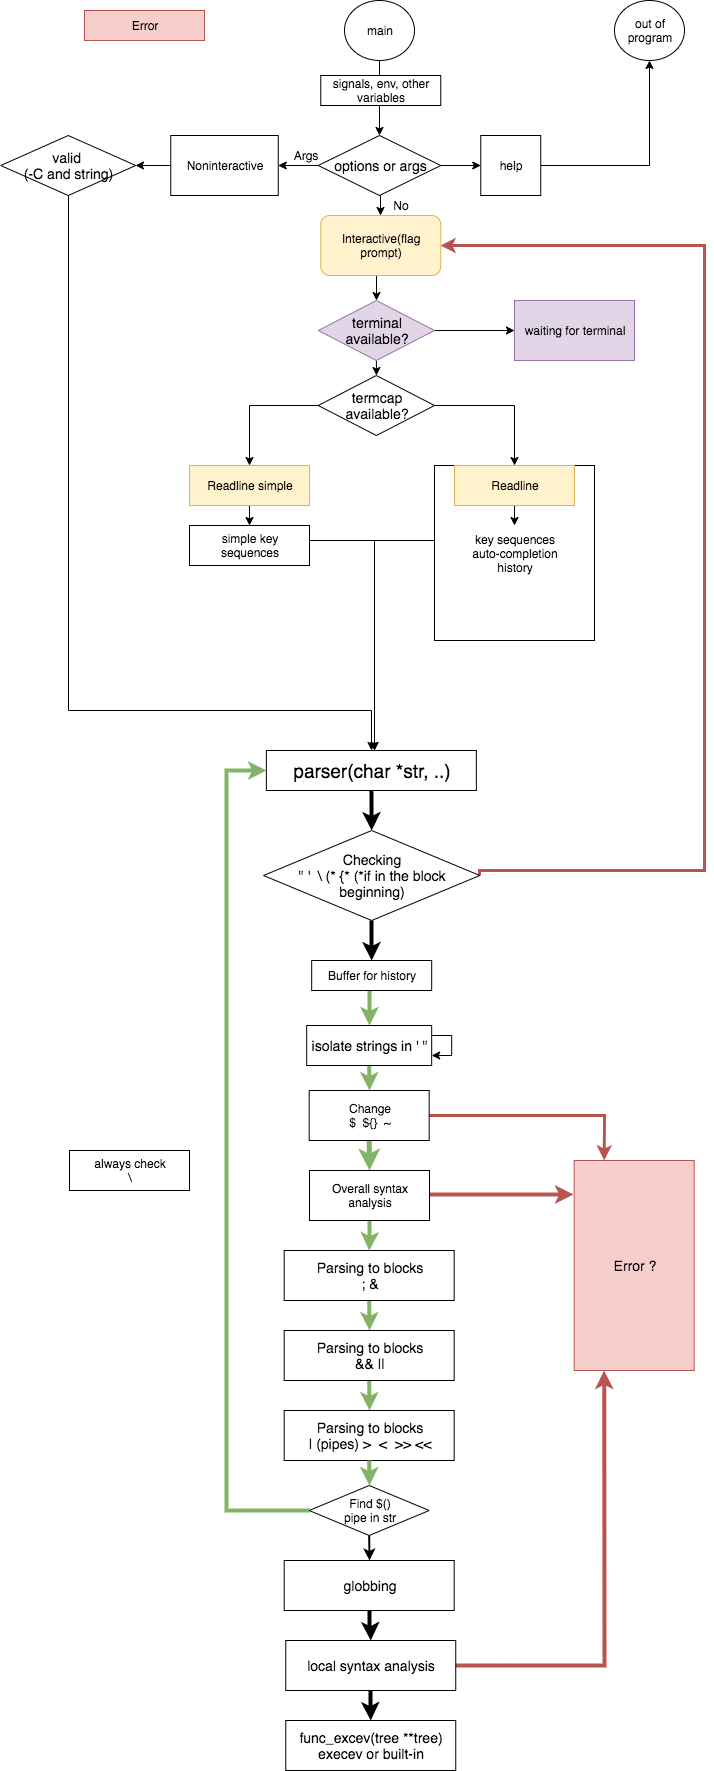 Error
main
out of
program
signals, env, other
variables
valid
(-C and string)
Noninteractive
Args
options or args
help
No
Interactive(flag
prompt)
terminal
available?
waiting for terminal
termcap
available?
Readline simple
Readline
simple key
sequences
key sequences
auto-completion
history
parser(char *str, ..)
Checking
" ' \ (* {* (*if in the block
beginning)
Buffer for history
isolate strings in ' "
Change
$ ${} ~
always check
\
Overall syntax
analysis
Error ?
Parsing to blocks
; &
Parsing to blocks
&& ||
Parsing to blocks
| (pipes) > < >> <<
Find $()
pipe in str
globbing
local syntax analysis
func_excev(tree **tree)
execev or built-in